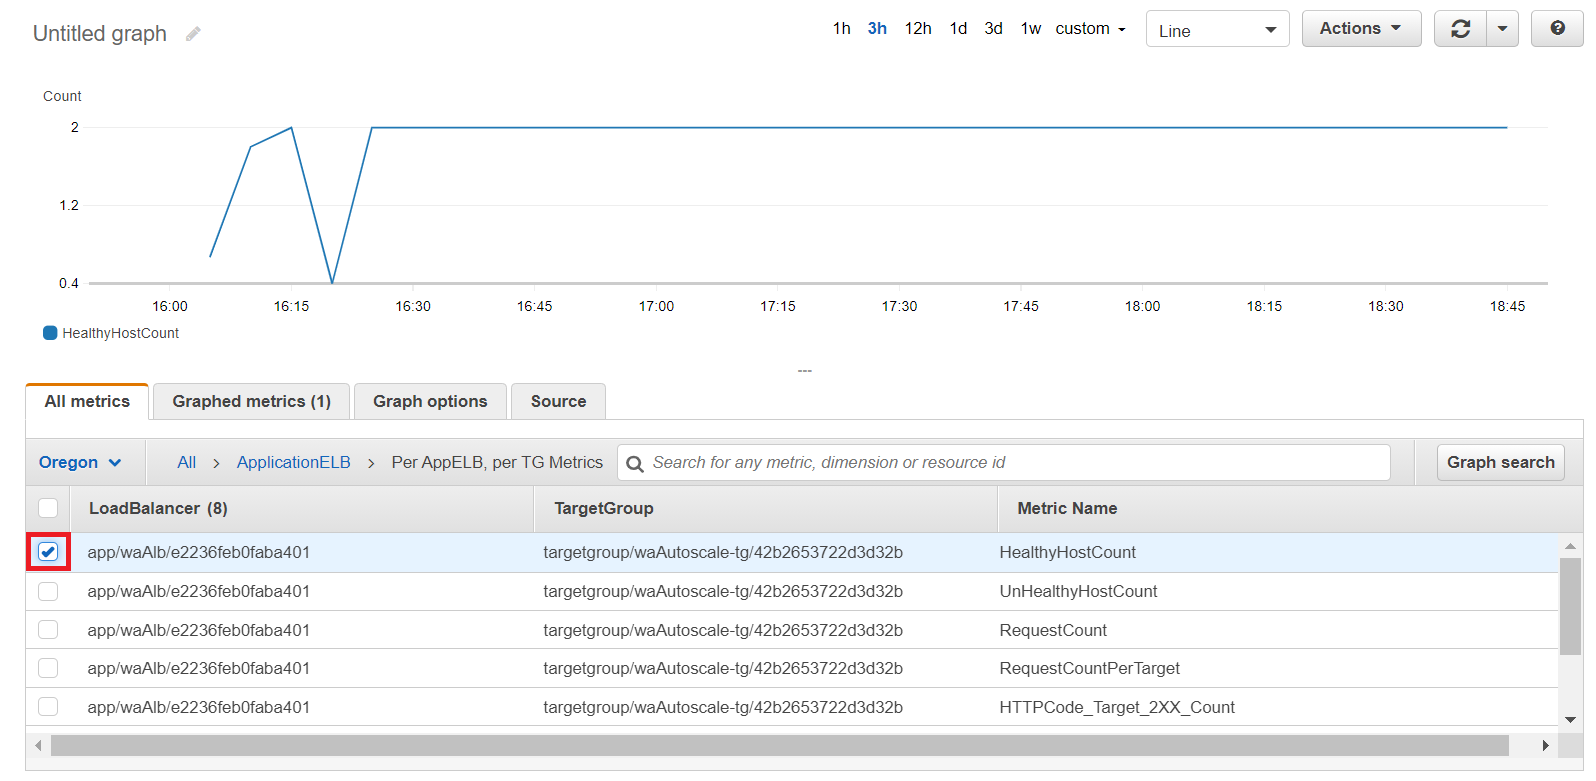 Untitled graph
1h 3h 12h 1d 3d 1w custom Line Actions
Count
2
1.2
0.4
16:00 16:15 16:30 16:45 17:00 17:15 17:30 17:45 18:00 18:15 18:30 18:45
HealthyHostCount
All metrics Graphed metrics (1) Graph options Source
Oregon All > ApplicationELB > Per AppELB, per TG Metrics Search for any metric, dimension or resource id Graph search
LoadBalancer (8) TargetGroup Metric Name
app/waAlb/e2236feb0faba401 targetgroup/waAutoscale-tg/42b2653722d3d32b HealthyHostCount
app/waAlb/e2236feb0faba401 targetgroup/waAutoscale-tg/42b2653722d3d32b UnHealthyHostCount
app/waAlb/e2236feb0faba401 targetgroup/waAutoscale-tg/42b2653722d3d32b RequestCount
app/waAlb/e2236feb0faba401 targetgroup/waAutoscale-tg/42b2653722d3d32b RequestCountPerTarget
app/waAlb/e2236feb0faba401 targetgroup/waAutoscale-tg/42b2653722d3d32b HTTPCode_Target_2XX_Count